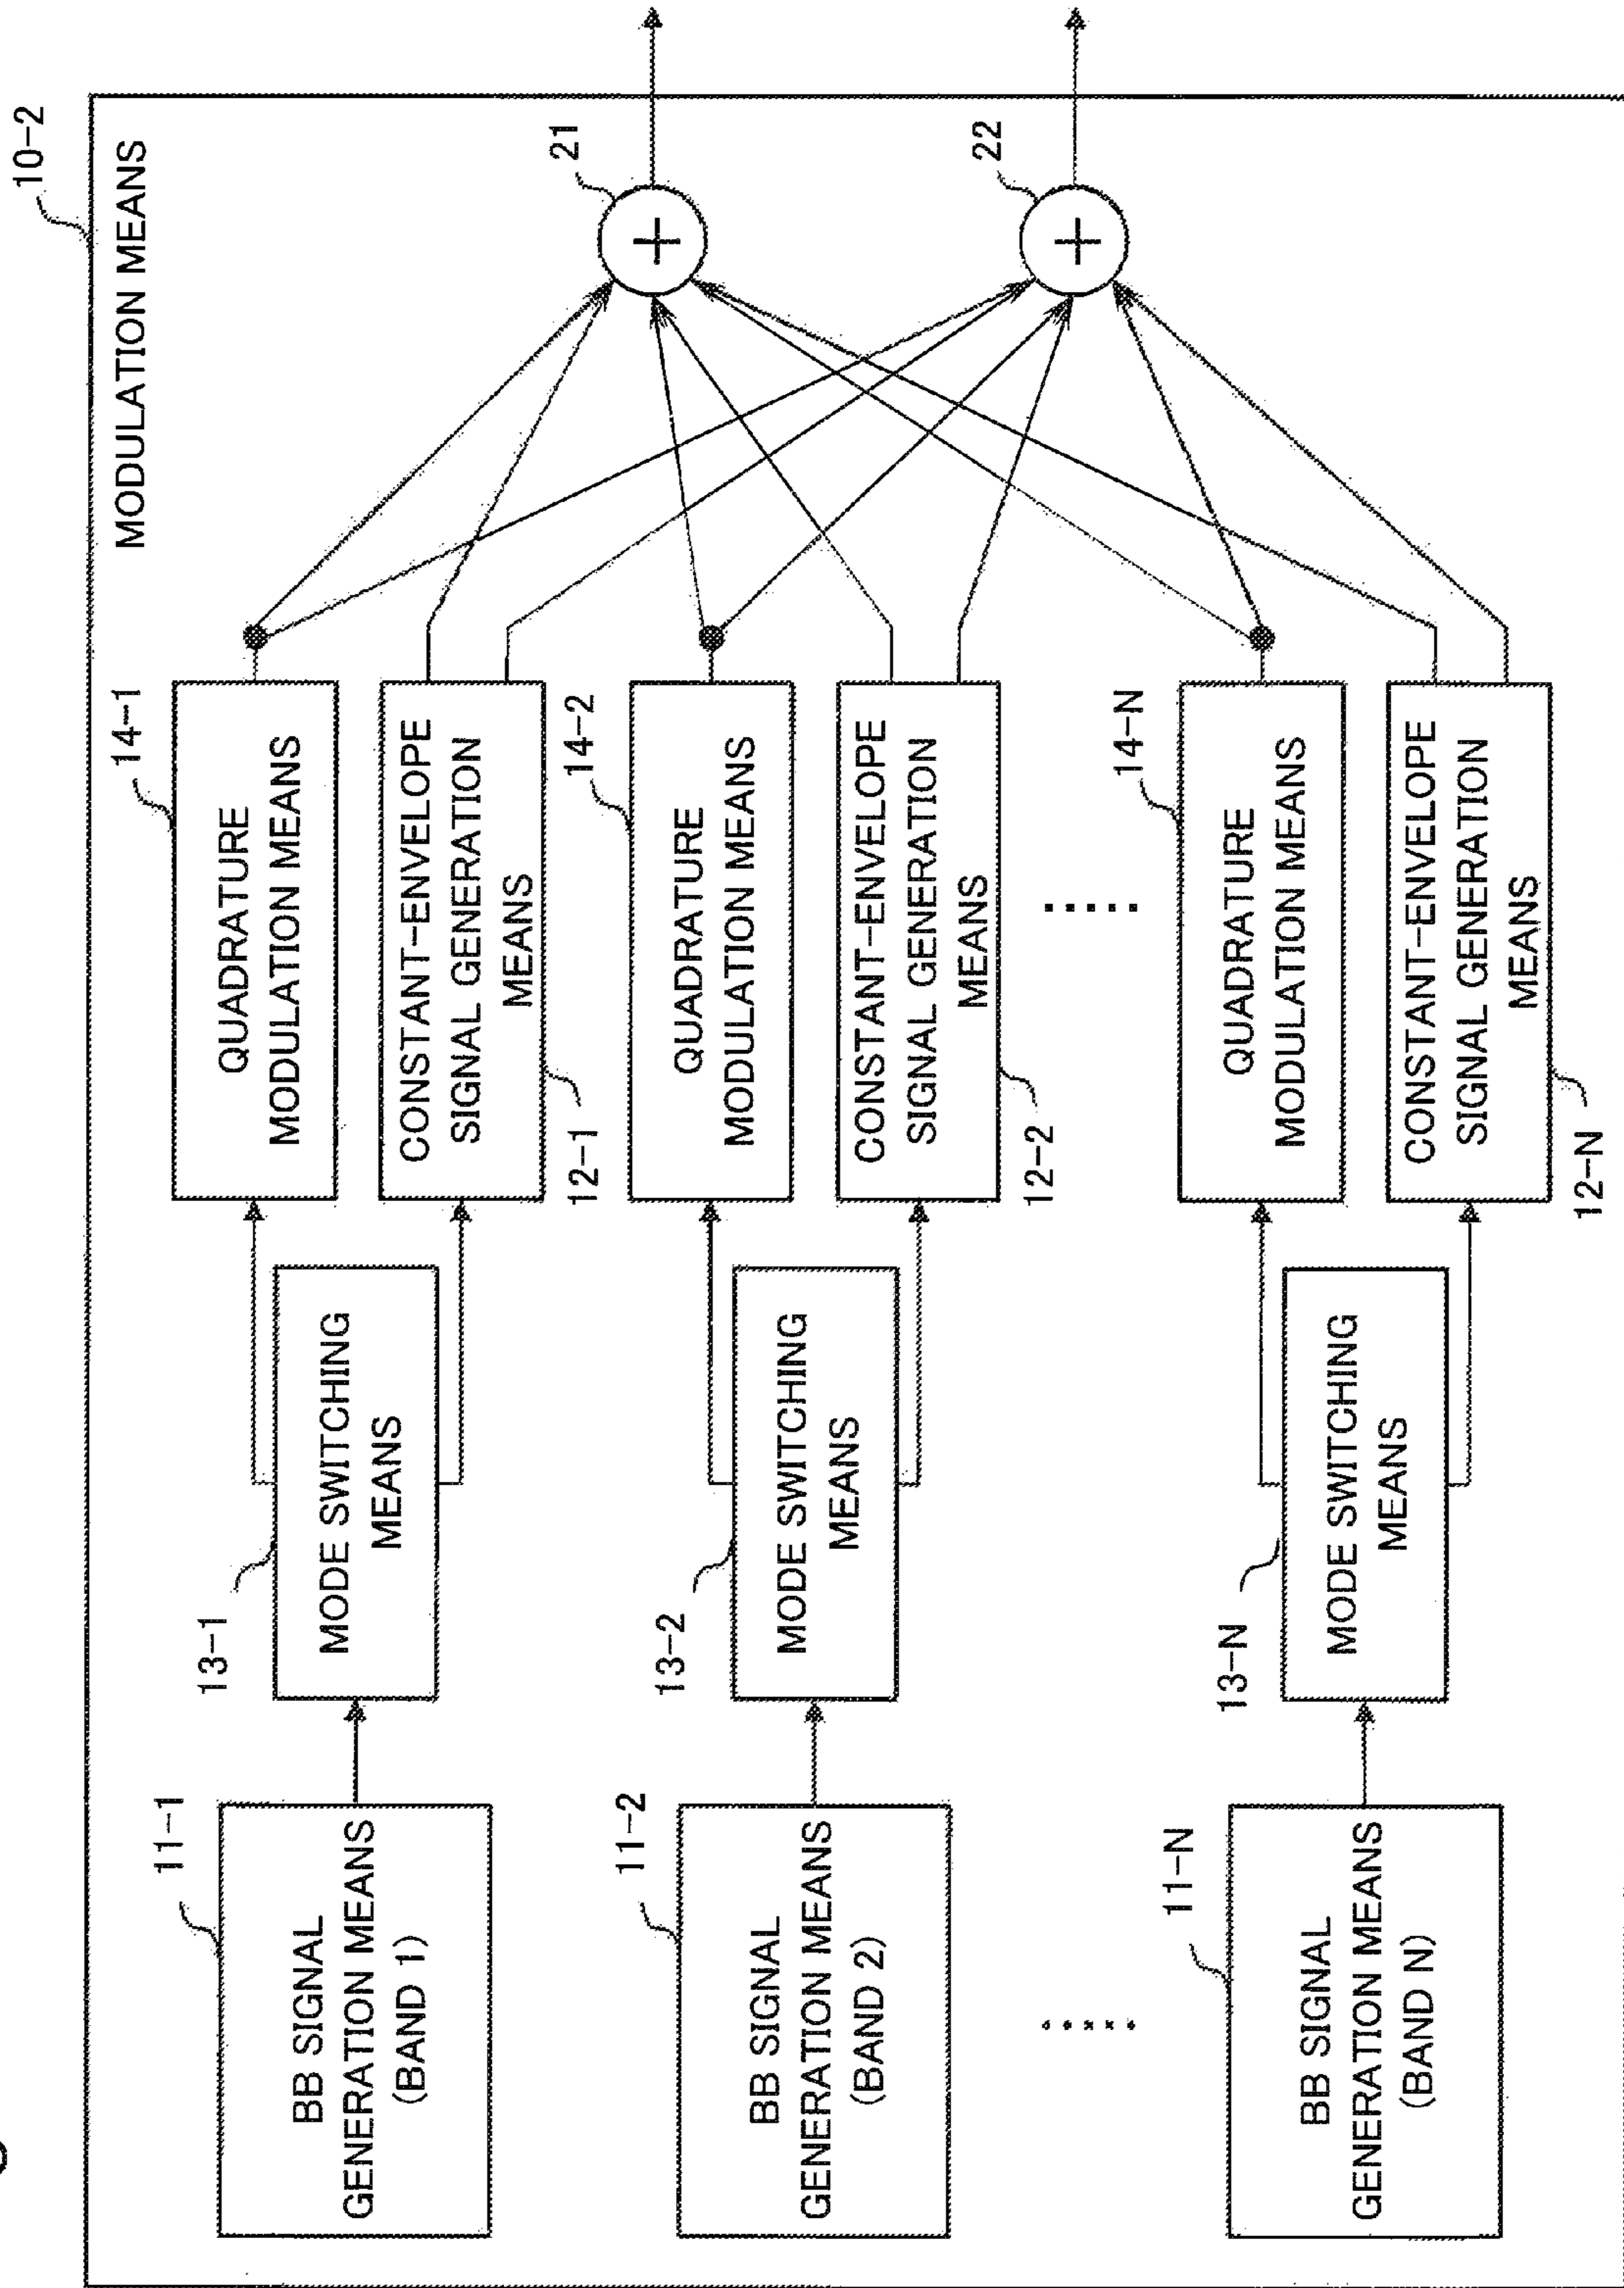 10-2
MODULATION MEANS
11-1
BB SIGNAL
GENERATION MEANS
(BAND 1)
13-1
MODE SWITCHING
MEANS
14-1
QUADRATURE
MODULATION MEANS
CONSTANT-ENVELOPE
SIGNAL GENERATION
MEANS
12-1
21
+
11-2
BB SIGNAL
GENERATION MEANS
(BAND 2)
13-2
MODE SWITCHING
MEANS
14-2
QUADRATURE
MODULATION MEANS
CONSTANT-ENVELOPE
SIGNAL GENERATION
MEANS
12-2
22
+
11-N
BB SIGNAL
GENERATION MEANS
(BAND N)
13-N
MODE SWITCHING
MEANS
14-N
QUADRATURE
MODULATION MEANS
CONSTANT-ENVELOPE
SIGNAL GENERATION
MEANS
12-N